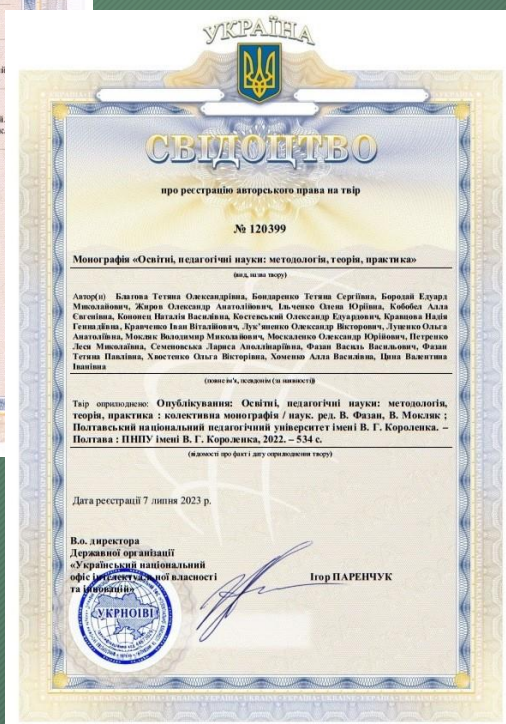 УКРАЇНА
СВІДОЦТВО
про реєстрацію авторського права на твір
№ 120399
Монографія «Освітні, педагогічні науки: методологія, теорія, практика»
(вид, назва твору)
Автор(и) Благова Тетяна Олександрівна, Бондаренко Тетяна Сергіївна, Бородай Едуард
Миколайович, Жиров Олександр Анатолійович, Ільченко Олена Юріївна, Кобобел Алла
Євгенівна, Кononец Наталія Василівна, Костевський Олександр Едуардович, Кравцова Надія
Геннадіївна, Кравченко Іван Віталійович, Лук'яненко Олександр Вікторович, Луценко Ольга
Анатоліївна, Мокляк Володимир Миколайович, Москаленко Олександр Юрійович, Петренко
Леся Миколаївна, Семеновська Лариса Аполлінаріївна, Фазан Василь Васильович, Фазан
Тетяна Павлівна, Хвостенко Ольга Вікторівна, Хоменко Алла Василівна, Цина Валентина
Іванівна
(повне ім'я, псевдонім (за наявності))
Твір оприлюднено: Опублікування: Освітні, педагогічні науки: методологія,
теорія, практика : колективна монографія / наук. ред. В. Фазан, В. Мокляк ;
Полтавський національний педагогічний університет імені В. Г. Короленка. –
Полтава : ПНПУ імені В. Г. Короленка, 2022. – 534 с.
(відомості про факт і дату оприлюднення твору)
Дата реєстрації 7 липня 2023 р.
В.о. директора
Державної організації
«Український національний
офіс інтелектуальної власності
та інновацій»
Ігор ПАРЕНЧУК
УКРНОІВІ